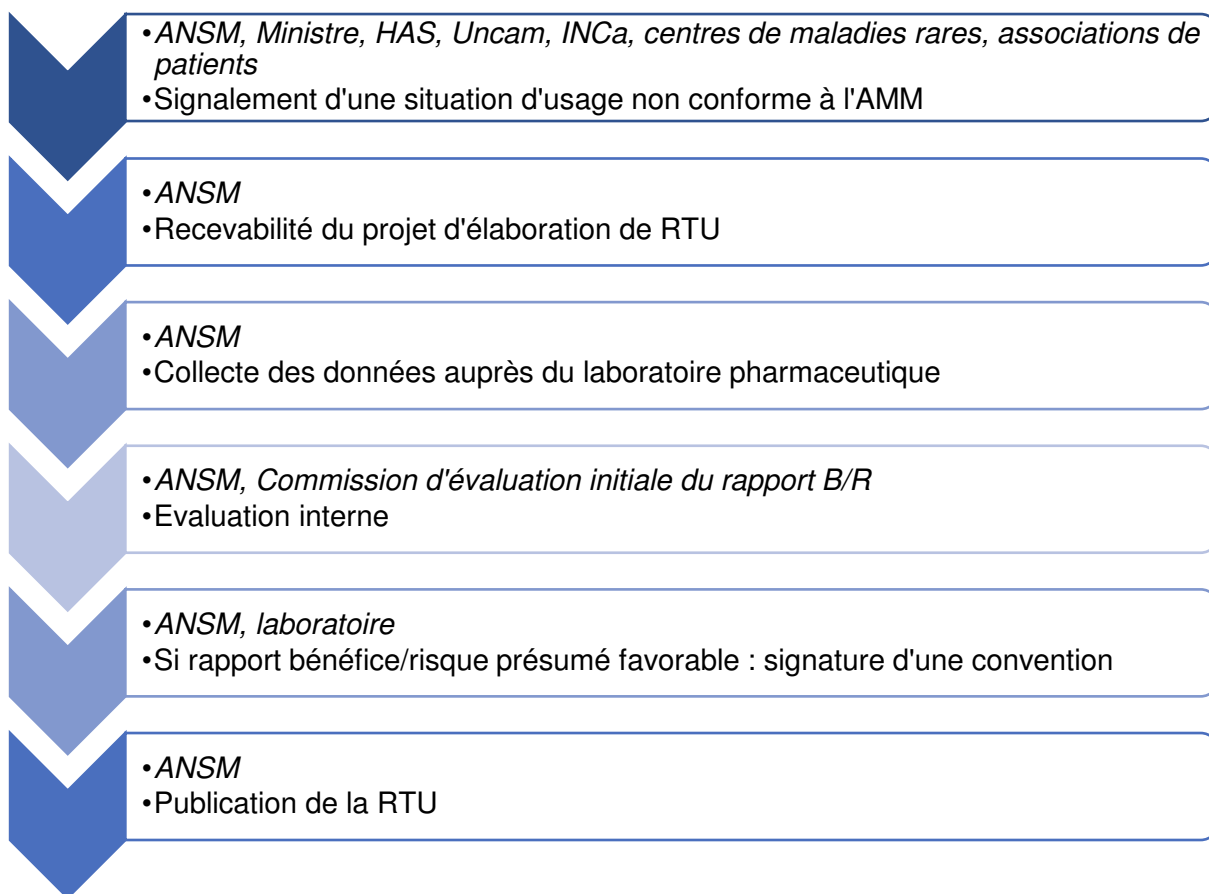 •ANSM, Ministre, HAS, Uncam, INCa, centres de maladies rares, associations de
patients
•Signalement d'une situation d'usage non conforme à l'AMM
•ANSM
•Recevabilité du projet d'élaboration de RTU
•ANSM
•Collecte des données auprès du laboratoire pharmaceutique
•ANSM, Commission d'évaluation initiale du rapport B/R
•Evaluation interne
•ANSM, laboratoire
•Si rapport bénéfice/risque présumé favorable : signature d'une convention
•ANSM
•Publication de la RTU